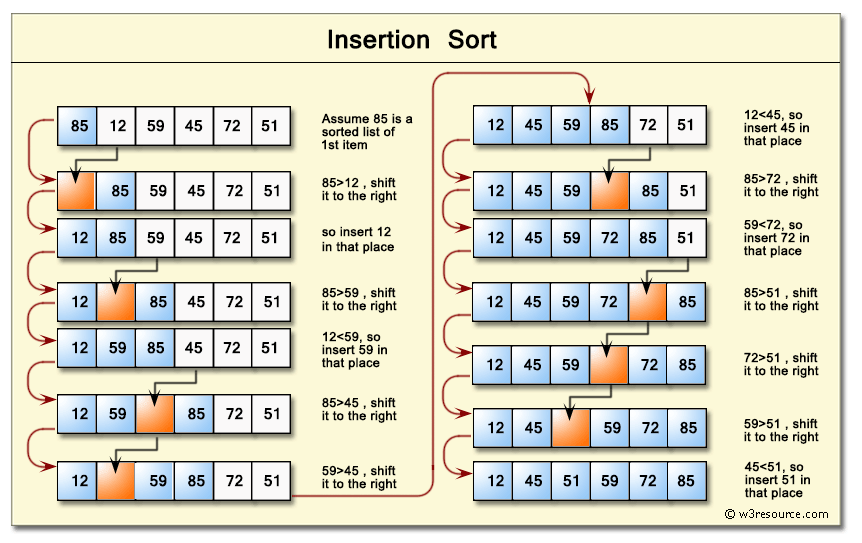 Insertion Sort
85 12 59 45 72 51
Assume 85 is a
sorted list of
1st item
85 59 45 72 51
85>12 , shift
it to the right
12 85 59 45 72 51
so insert 12
in that place
12 85 45 72 51
85>59 , shift
it to the right
12 59 85 45 72 51
12<59, so
insert 59 in
that place
12 59 85 72 51
85>45 , shift
it to the right
12 59 85 72 51
59>45 , shift
it to the right
12 45 59 85 72 51
12<45, so
insert 45 in
that place
12 45 59 85 51
85>72 , shift
it to the right
12 45 59 72 85 51
59<72, so
insert 72 in
that place
12 45 59 72 85
85>51 , shift
it to the right
12 45 59 72 85
72>51 , shift
it to the right
12 45 59 72 85
59>51 , shift
it to the right
12 45 51 59 72 85
45<51, so
insert 51 in
that place
© w3resource.com